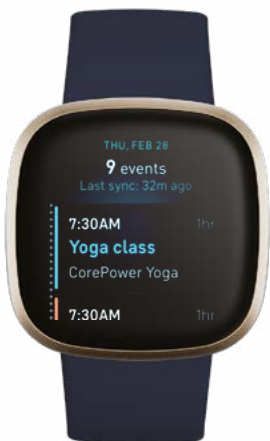 THU, FEB 28
9 events
Last sync: 32m ago
7:30AM 1hr
Yoga class
CorePower Yoga
7:30AM 1hr